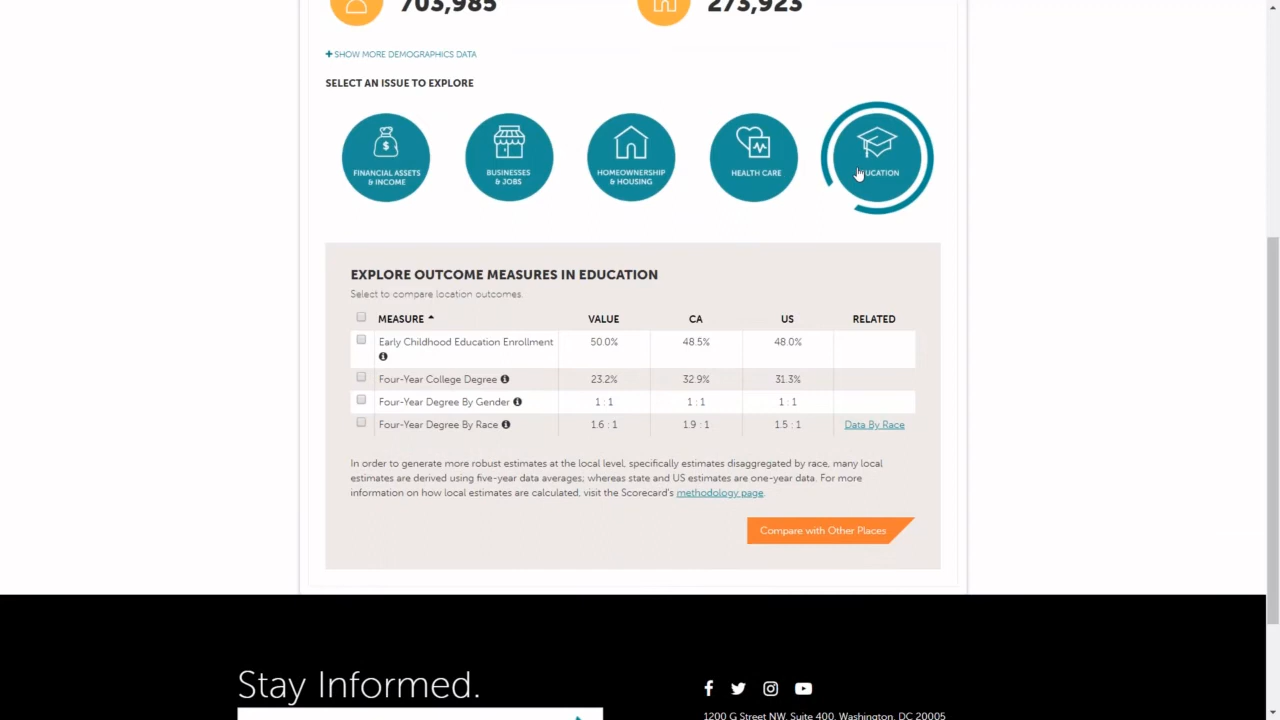 703,985 273,923
+SHOW MORE DEMOGRAPHICS DATA
SELECT AN ISSUE TO EXPLORE
FINANCIAL ASSETS
& INCOME
BUSINESSES
& JOBS
HOMEOWNERSHIP
& HOUSING
HEALTH CARE
EXPLORE OUTCOME MEASURES IN EDUCATION
Select to compare location outcomes.
MEASURE VALUE CA US RELATED
Early Childhood Education Enrollment 50.0% 48.5% 48.0%
Four-Year College Degree 23.2% 32.9% 31.3%
Four-Year Degree By Gender 1 : 1 1 : 1 1 : 1
Four-Year Degree By Race 1.6 : 1 1.9 : 1 1.5 : 1 Data By Race
In order to generate more robust estimates at the local level, specifically estimates disaggregated by race, many local
estimates are derived using five-year data averages; whereas state and US estimates are one-year data. For more
information on how local estimates are calculated, visit the Scorecard's methodology page.
Compare with Other Places
Stay Informed.
1200 G Street NW, Suite 400, Washington, DC 20005